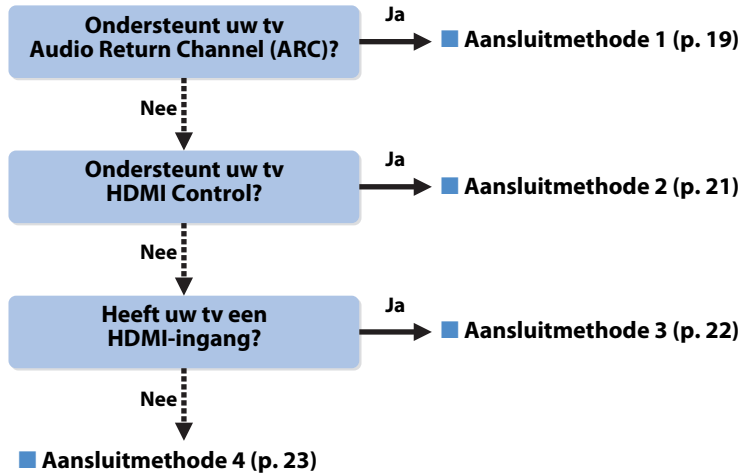 Ondersteunt uw tv
Audio Return Channel (ARC)?
Ja
■ Aansluitmethode 1 (p. 19)
Nee
Ondersteunt uw tv
HDMI Control?
Ja
■ Aansluitmethode 2 (p. 21)
Nee
Heeft uw tv een
HDMI-ingang?
Ja
■ Aansluitmethode 3 (p. 22)
Nee
■ Aansluitmethode 4 (p. 23)